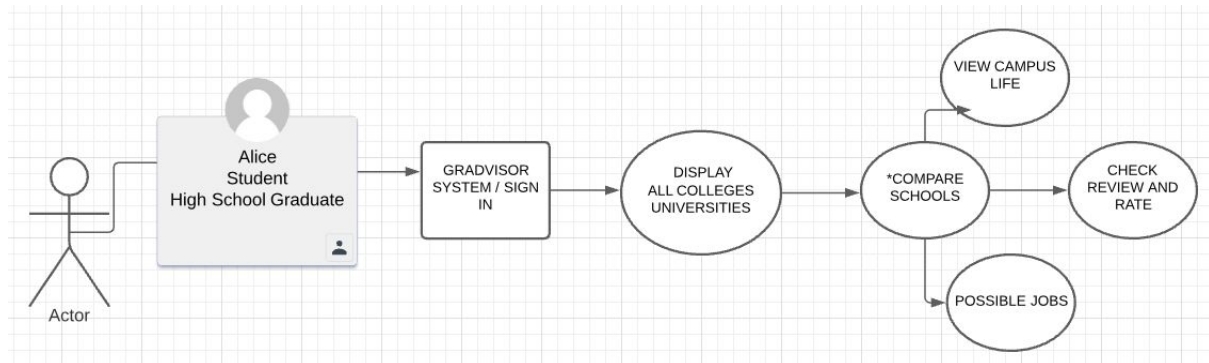 Actor
Alice
Student
High School Graduate
GRADVISOR
SYSTEM / SIGN
IN
DISPLAY
ALL COLLEGES
UNIVERSITIES
*COMPARE
SCHOOLS
VIEW CAMPUS
LIFE
CHECK
REVIEW AND
RATE
POSSIBLE JOBS